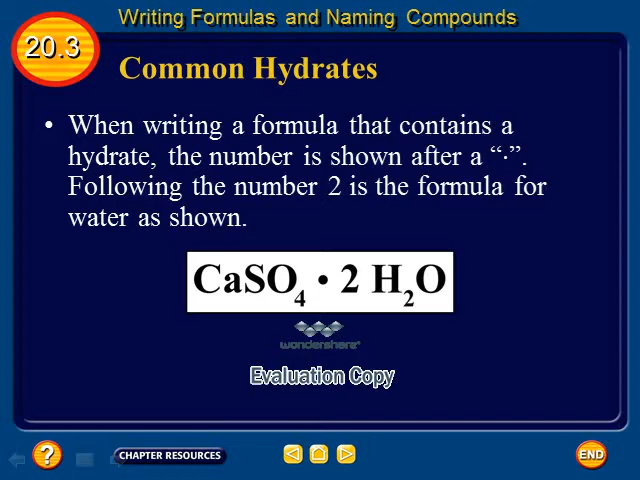 Writing Formulas and Naming Compounds
20.3
Common Hydrates
• When writing a formula that contains a
hydrate, the number is shown after a “·”.
Following the number 2 is the formula for
water as shown.
CaSO₄ • 2 H₂O
wondershare
Evaluation Copy
?
CHAPTER RESOURCES
END